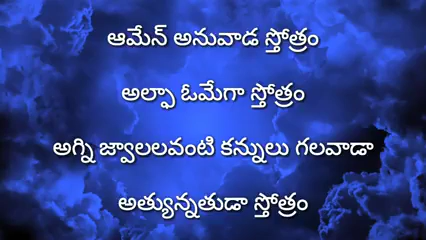 ఆమేన్ అనువాడ స్తోత్రం
అల్ఫా ఓమేగా స్తోత్రం
అగ్ని జ్వాలలవంటి కన్నులు గలవాడా
అత్యున్నతుడా స్తోత్రం